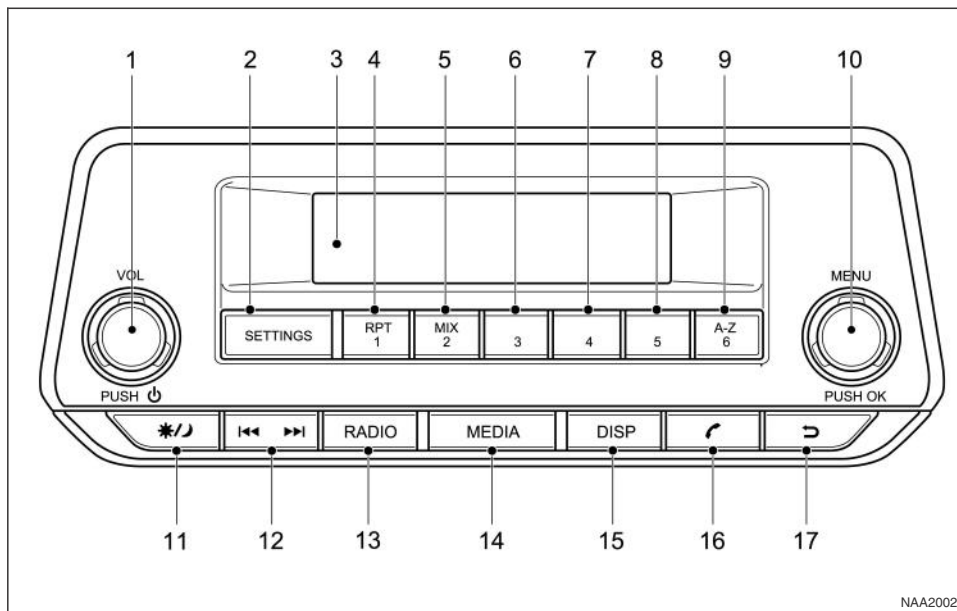 1 2 3 4 5 6 7 8 9 10
VOL
MENU
SETTINGS
RPT
1
MIX
2
3
4
5
A-Z
6
PUSH
PUSH OK
RADIO MEDIA DISP
11 12 13 14 15 16 17
NAA2002